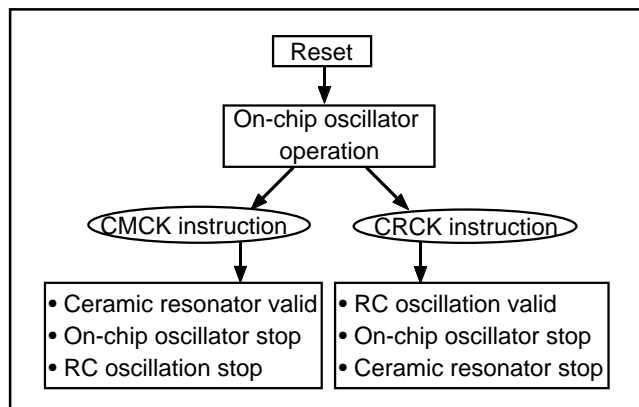 Reset
On-chip oscillator
operation
CMCK instruction
CRCK instruction
• Ceramic resonator valid
• On-chip oscillator stop
• RC oscillation stop
• RC oscillation valid
• On-chip oscillator stop
• Ceramic resonator stop